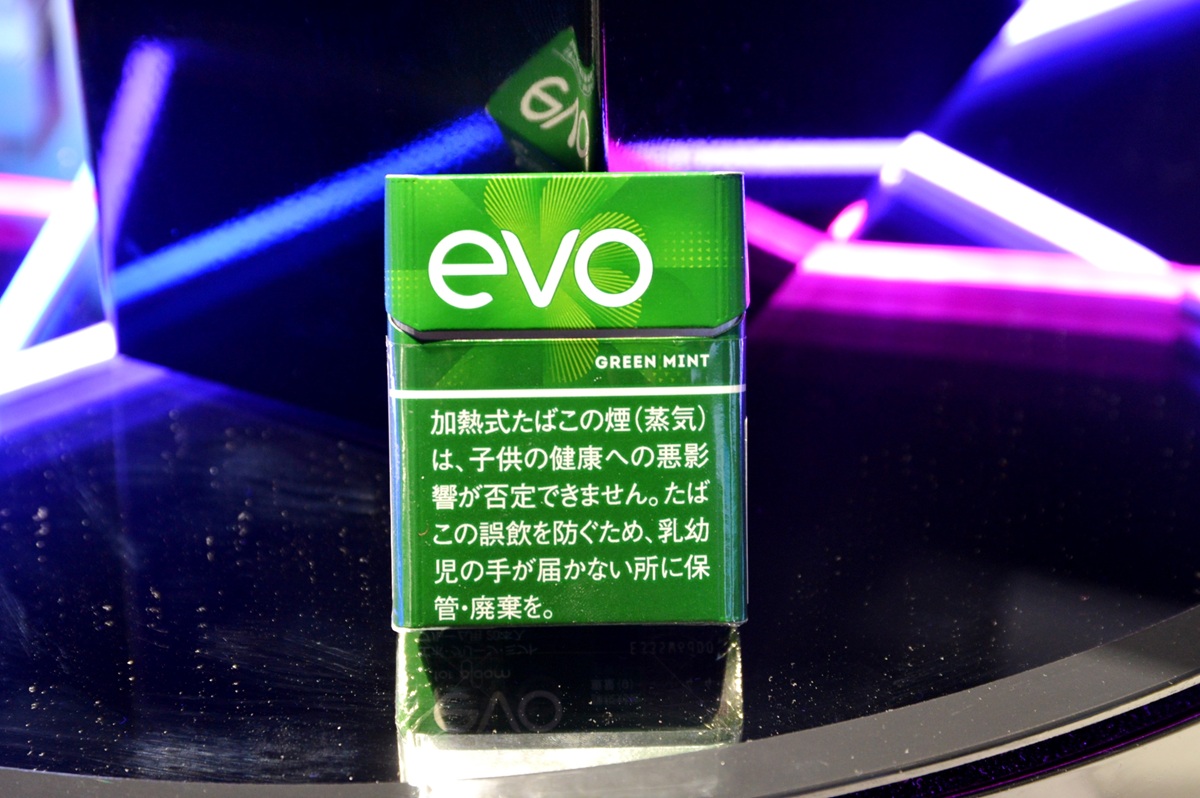 evo
evo
GREEN MINT
加熱式たばこの煙（蒸気）
は、子供の健康への悪影
響が否定できません。たば
この誤飲を防ぐため、乳幼
児の手が届かない所に保
管・廃棄を。
evo